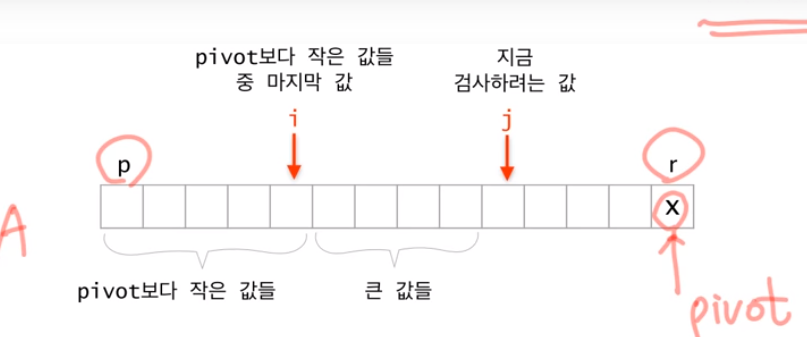 pivot보다 작은 값들
중 마지막 값
지금
검사하려는 값
i
j
p
r
A
x
pivot보다 작은 값들
큰 값들
pivot